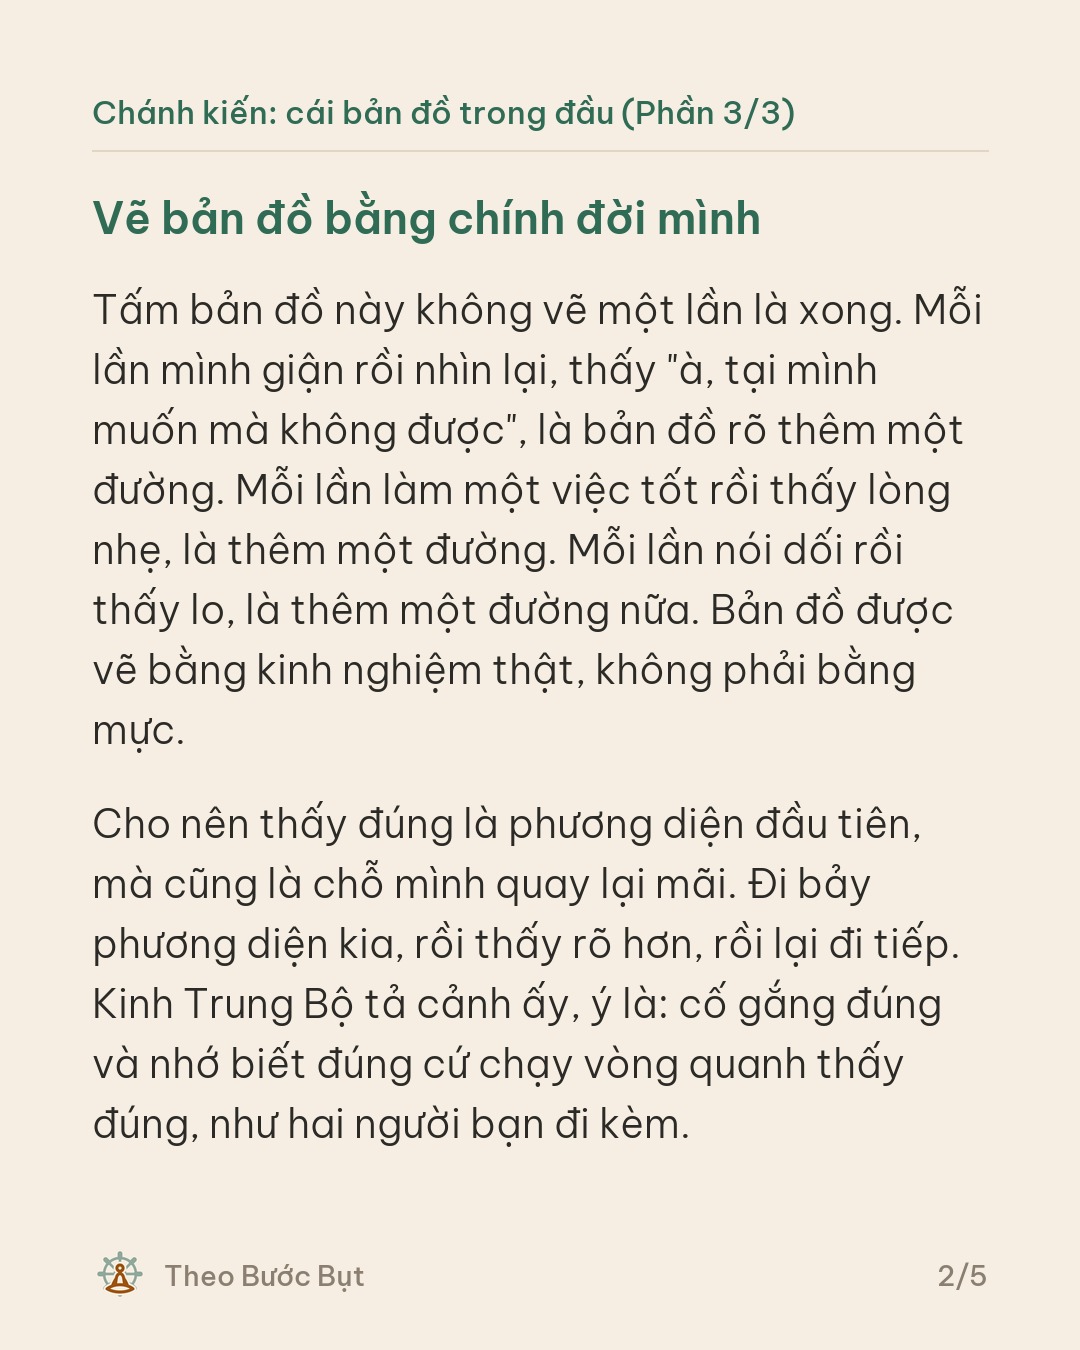 Chánh kiến: cái bản đồ trong đầu (Phần 3/3)
Vẽ bản đồ bằng chính đời mình
Tấm bản đồ này không vẽ một lần là xong. Mỗi
lần mình giận rồi nhìn lại, thấy "à, tại mình
muốn mà không được", là bản đồ rõ thêm một
đường. Mỗi lần làm một việc tốt rồi thấy lòng
nhẹ, là thêm một đường. Mỗi lần nói dối rồi
thấy lo, là thêm một đường nữa. Bản đồ được
vẽ bằng kinh nghiệm thật, không phải bằng
mực.
Cho nên thấy đúng là phương diện đầu tiên,
mà cũng là chỗ mình quay lại mãi. Đi bảy
phương diện kia, rồi thấy rõ hơn, rồi lại đi tiếp.
Kinh Trung Bộ tả cảnh ấy, ý là: cố gắng đúng
và nhớ biết đúng cứ chạy vòng quanh thấy
đúng, như hai người bạn đi kèm.
Theo Bước Bụt
2/5